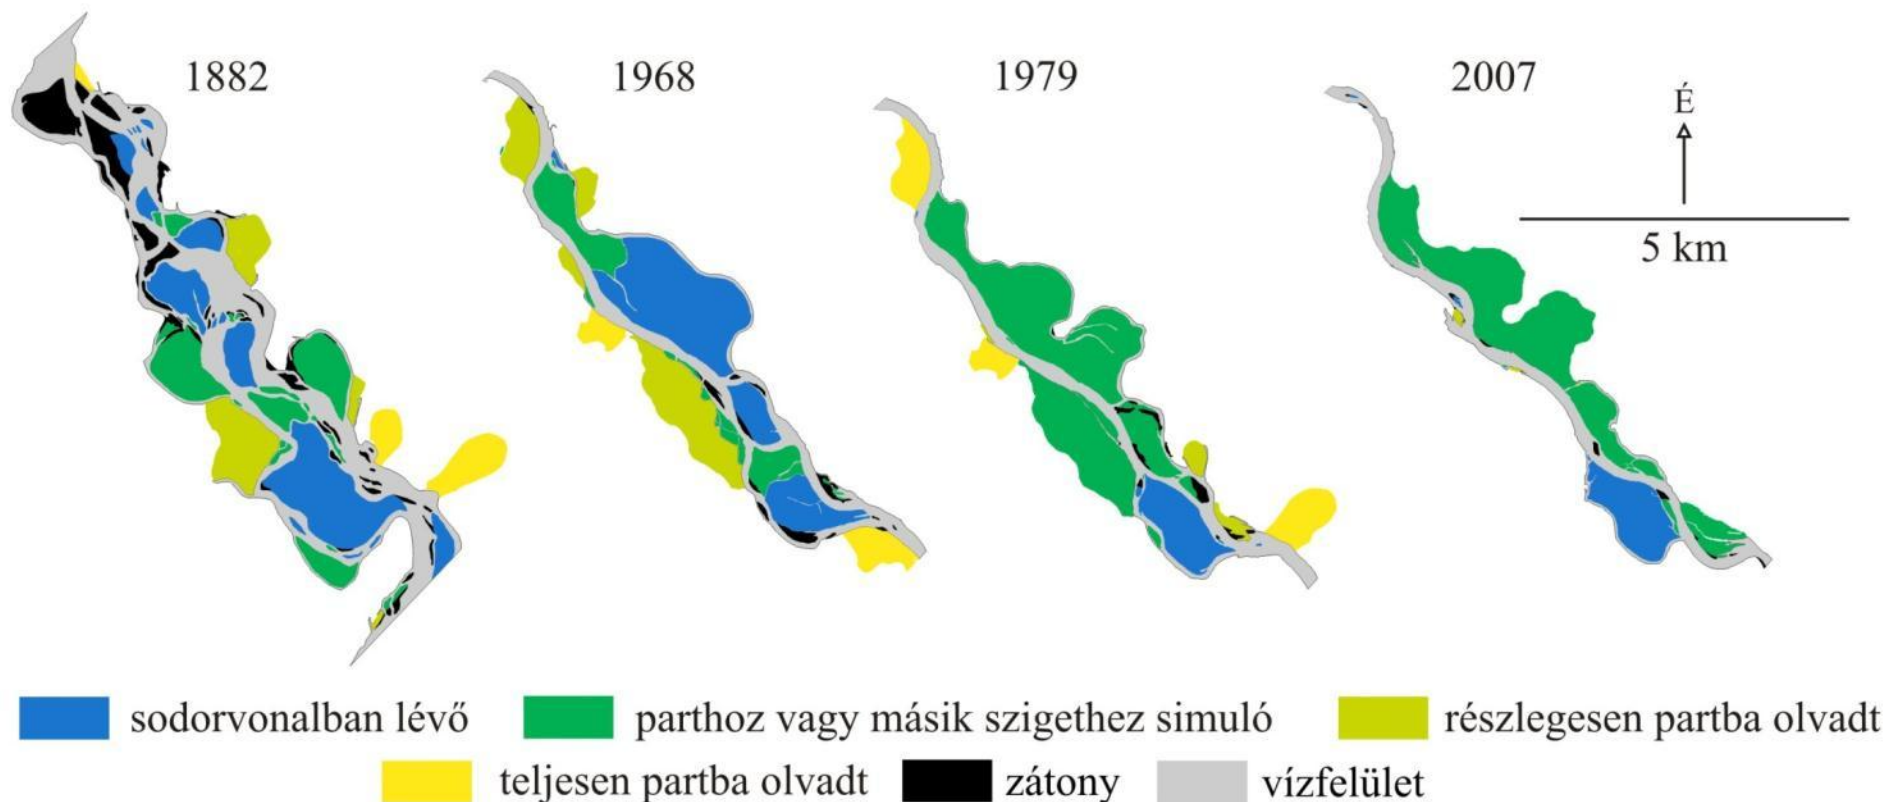 1882
1968
1979
2007
É
5 km
sodorvonalban lévő
parthoz vagy másik szigethez simuló
részlegesen partba olvadt
teljesen partba olvadt
zátony
vízfelület